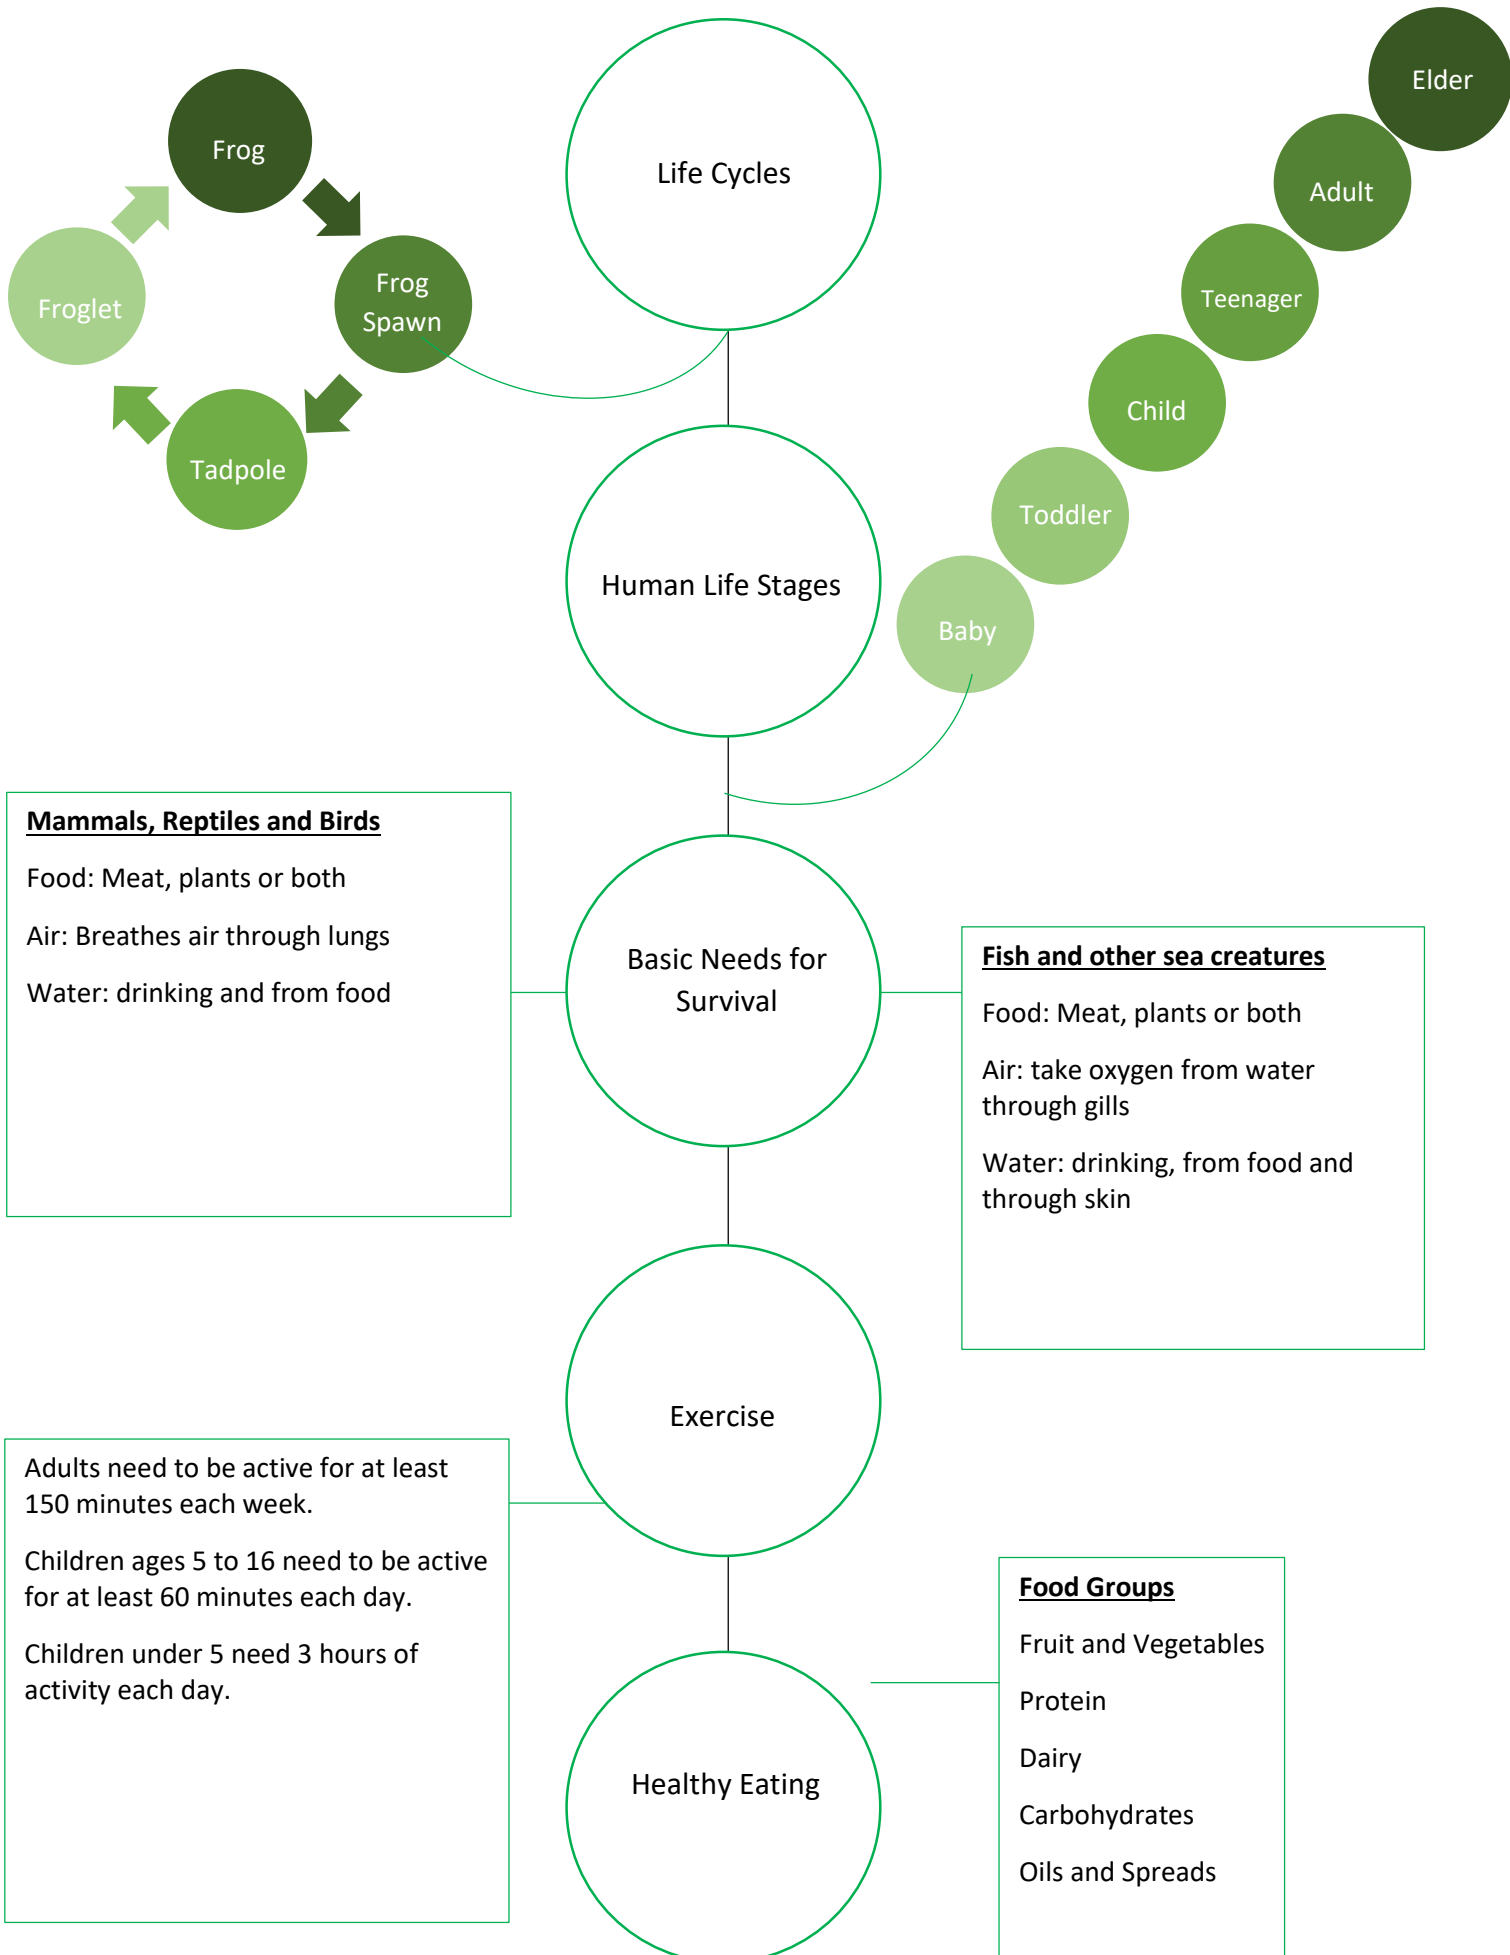 Life Cycles
Frog
Frog
Spawn
Tadpole
Froglet
Elder
Adult
Teenager
Child
Toddler
Baby
Human Life Stages
Mammals, Reptiles and Birds
Food: Meat, plants or both
Air: Breathes air through lungs
Water: drinking and from food
Basic Needs for
Survival
Fish and other sea creatures
Food: Meat, plants or both
Air: take oxygen from water
through gills
Water: drinking, from food and
through skin
Exercise
Adults need to be active for at least
150 minutes each week.
Children ages 5 to 16 need to be active
for at least 60 minutes each day.
Children under 5 need 3 hours of
activity each day.
Healthy Eating
Food Groups
Fruit and Vegetables
Protein
Dairy
Carbohydrates
Oils and Spreads